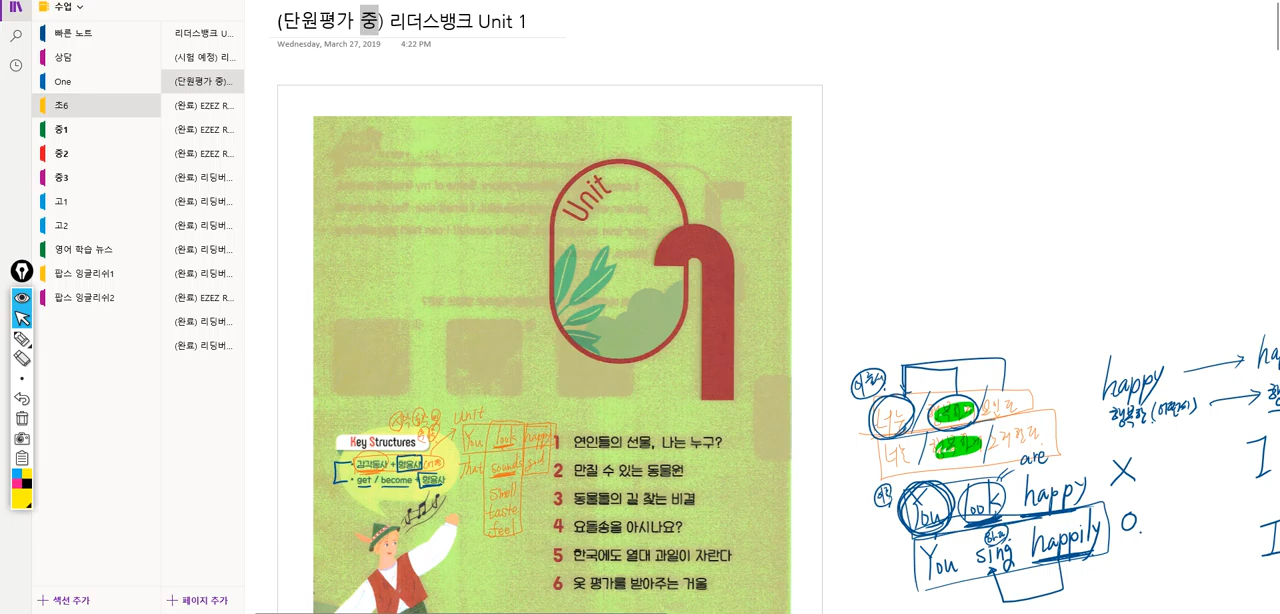 수업
빠른 노트
상담
One
초6
중1
중2
중3
고1
고2
영어 학습 뉴스
팝스 잉글리쉬1
팝스 잉글리쉬2
섹션 추가
리더스뱅크 U...
(시험 예정) 리...
(단원평가 중)...
(완료) EZEZ R...
(완료) EZEZ R...
(완료) EZEZ R...
(완료) 리딩버...
(완료) 리딩버...
(완료) 리딩버...
(완료) 리딩버...
(완료) 리딩버...
(완료) EZEZ R...
(완료) 리딩버...
(완료) 리딩버...
페이지 추가
(단원평가 중) 리더스뱅크 Unit 1
Wednesday, March 27, 2019 4:22 PM
Unit
1
Unit
Key Structures
감각동사 + 형용사
• get / become + 형용사
You look happy
That sounds good
smell
taste
feel
1 연인들의 선물, 나는 누구?
2 만질 수 있는 동물원
3 동물들의 길 찾는 비결
4 요들송을 아시나요?
5 한국에도 열대 과일이 자란다
6 옷 평가를 받아주는 거울
너는 / / 보인다
너는 /
are
You look happy X
You sing happily O.
happy
행복한
I
I